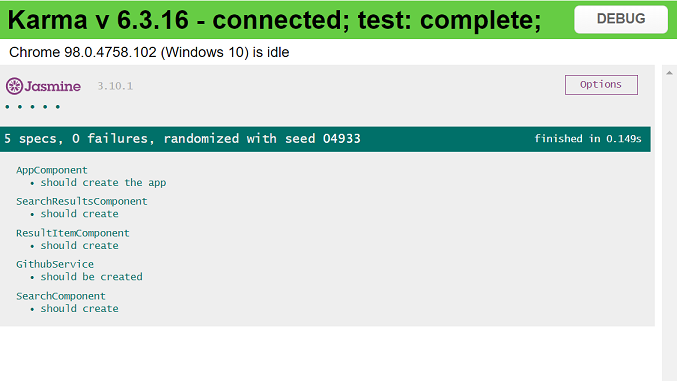 Karma v 6.3.16 - connected; test: complete;
DEBUG
Chrome 98.0.4758.102 (Windows 10) is idle
Jasmine 3.10.1
Options
• • • • •
5 specs, 0 failures, randomized with seed 04933
finished in 0.149s
AppComponent
• should create the app
SearchResultsComponent
• should create
ResultItemComponent
• should create
GithubService
• should be created
SearchComponent
• should create